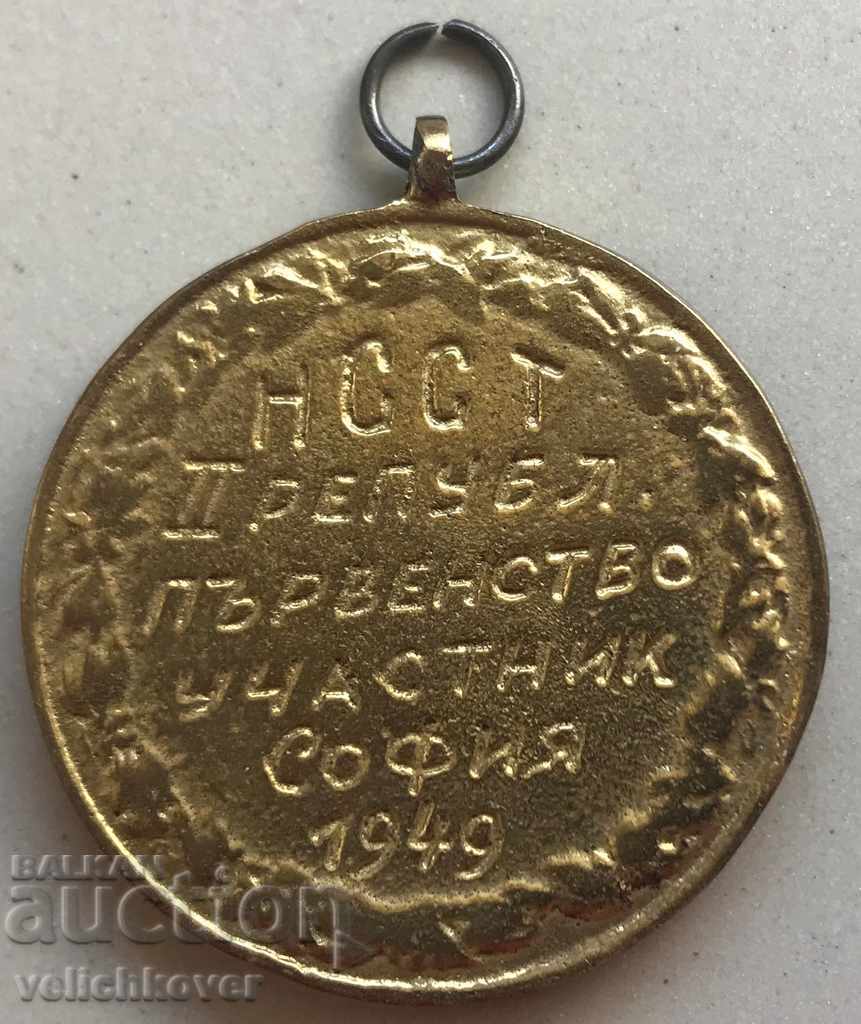 НССТ
II РЕПУБЛ.
ПЪРВЕНСТВО
УЧАСТНИК
СОФИЯ
1949
BALKAN
auction
velichkover